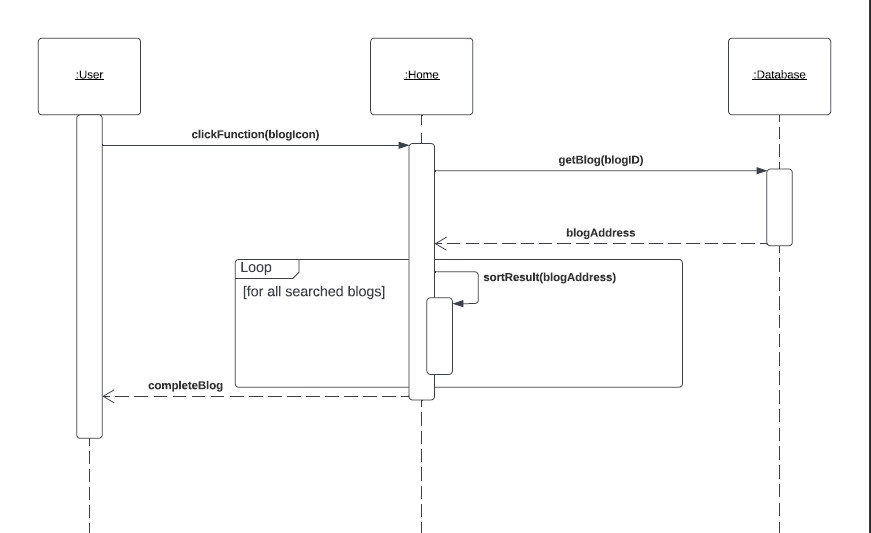 :User
:Home
:Database
clickFunction(blogIcon)
getBlog(blogID)
blogAddress
Loop
[for all searched blogs]
sortResult(blogAddress)
completeBlog